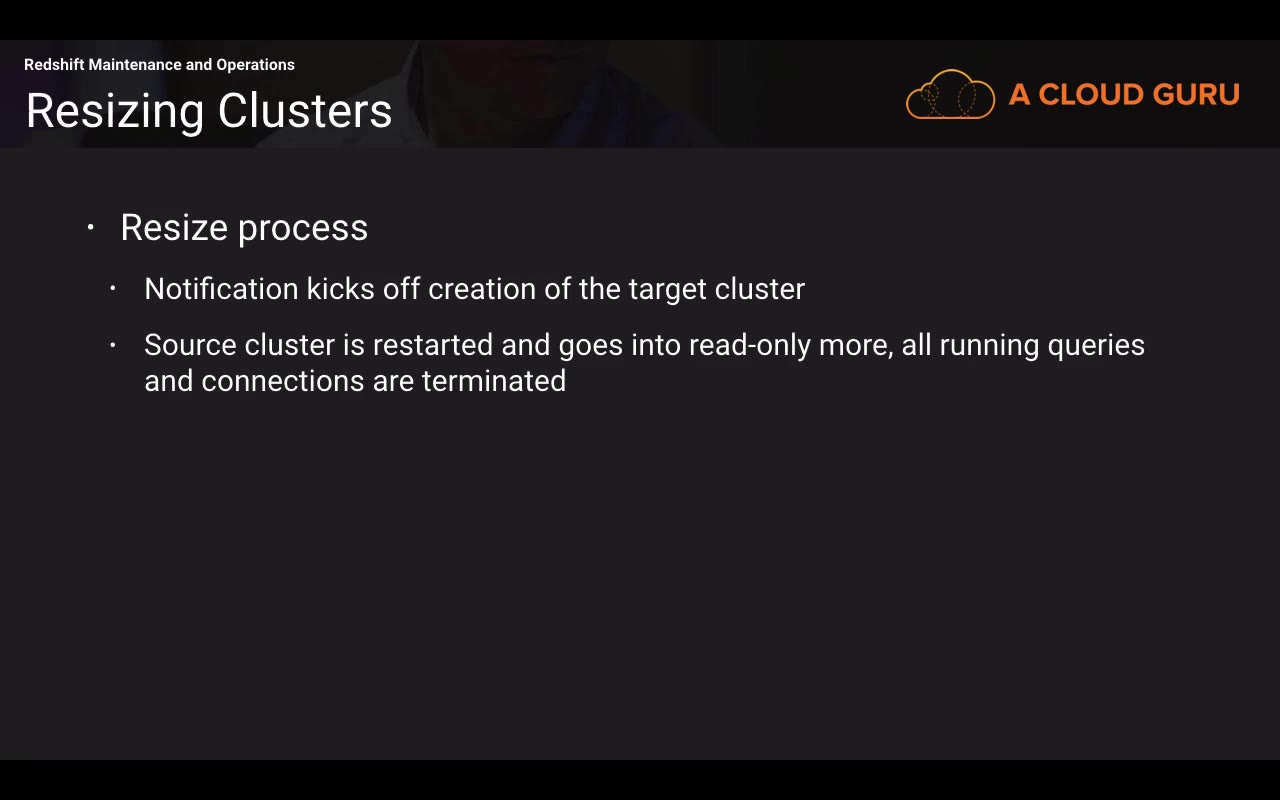 Redshift Maintenance and Operations
Resizing Clusters
A CLOUD GURU
• Resize process
• Notification kicks off creation of the target cluster
• Source cluster is restarted and goes into read-only more, all running queries
and connections are terminated